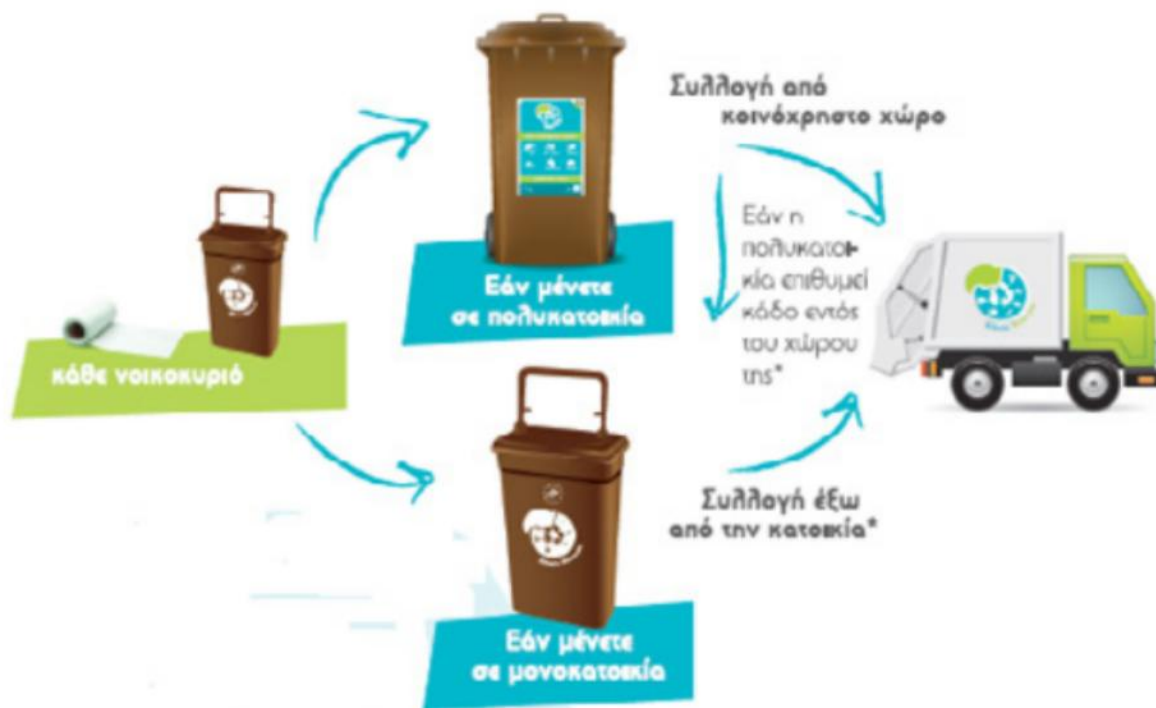 Συλλογή από
κοινόχρηστο χώρο
Εάν η
πολυκατοι-
κία επιθυμεί
κάδο εντός
του χώρου
της*
Εάν μένετε
σε πολυκατοικία
κάθε νοικοκυριό
Συλλογή έξω
από την κατοικία*
Εάν μένετε
σε μονοκατοικία